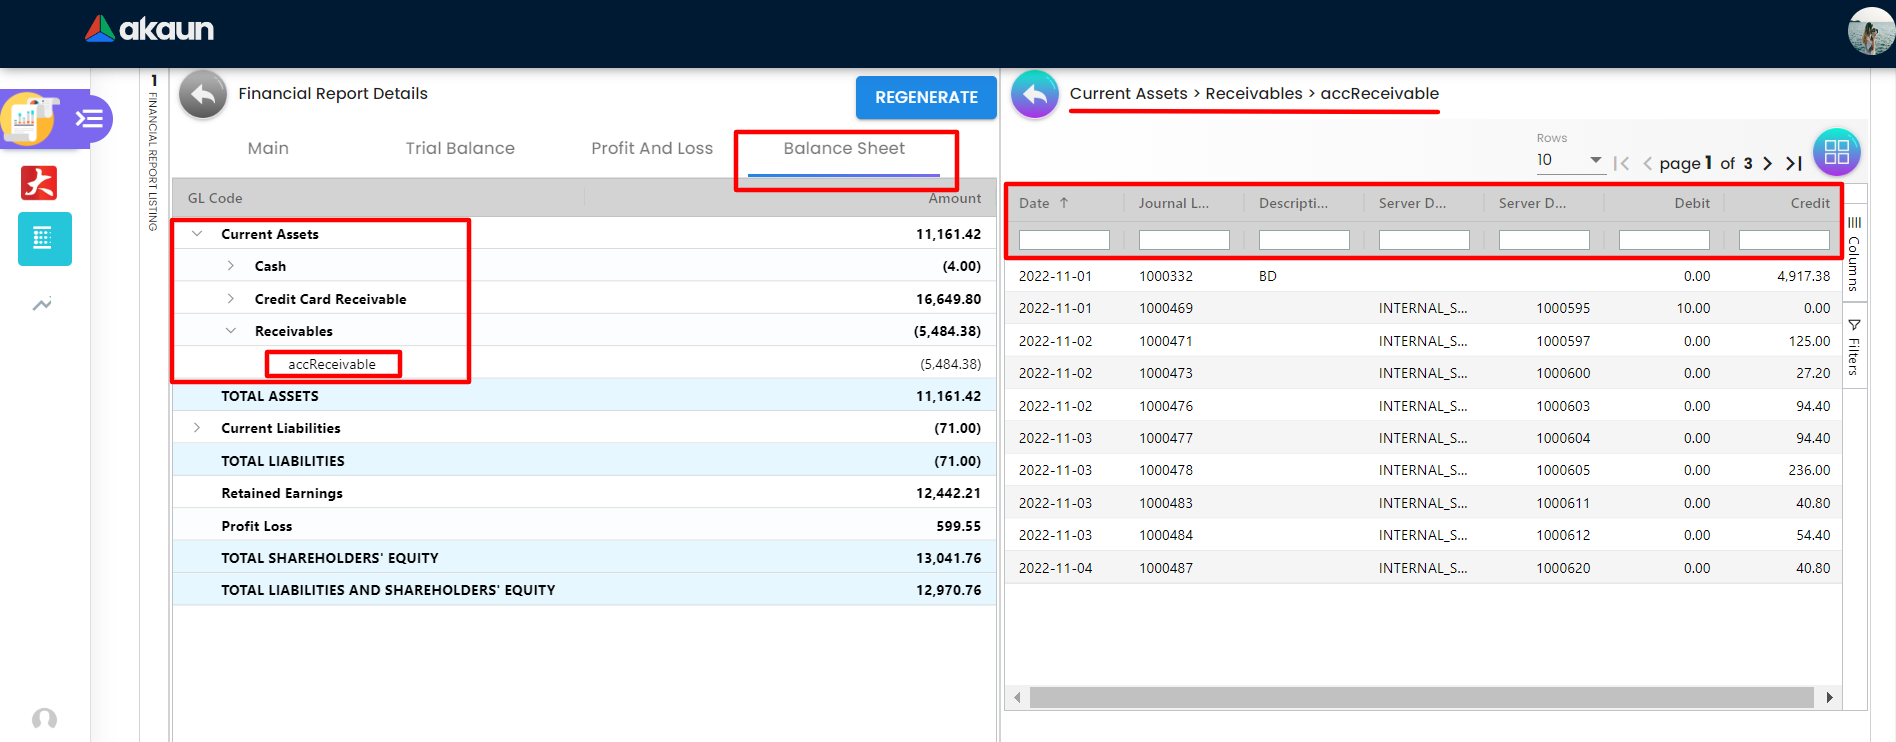 akaun
1 FINANCIAL REPORT LISTING
Financial Report Details
REGENERATE
Main Trial Balance Profit And Loss Balance Sheet
GL Code Amount
Current Assets 11,161.42
Cash (4.00)
Credit Card Receivable 16,649.80
Receivables (5,484.38)
accReceivable (5,484.38)
TOTAL ASSETS 11,161.42
Current Liabilities (71.00)
TOTAL LIABILITIES (71.00)
Retained Earnings 12,442.21
Profit Loss 599.55
TOTAL SHAREHOLDERS' EQUITY 13,041.76
TOTAL LIABILITIES AND SHAREHOLDERS' EQUITY 12,970.76
Current Assets > Receivables > accReceivable
Rows
10 page 1 of 3
Date Journal L... Descripti... Server D... Server D... Debit Credit
2022-11-01 1000332 BD 0.00 4,917.38
2022-11-01 1000469 INTERNAL_S... 1000595 10.00 0.00
2022-11-02 1000471 INTERNAL_S... 1000597 0.00 125.00
2022-11-02 1000473 INTERNAL_S... 1000600 0.00 27.20
2022-11-02 1000476 INTERNAL_S... 1000603 0.00 94.40
2022-11-03 1000477 INTERNAL_S... 1000604 0.00 94.40
2022-11-03 1000478 INTERNAL_S... 1000605 0.00 236.00
2022-11-03 1000483 INTERNAL_S... 1000611 0.00 40.80
2022-11-03 1000484 INTERNAL_S... 1000612 0.00 54.40
2022-11-04 1000487 INTERNAL_S... 1000620 0.00 40.80
Columns
Filters